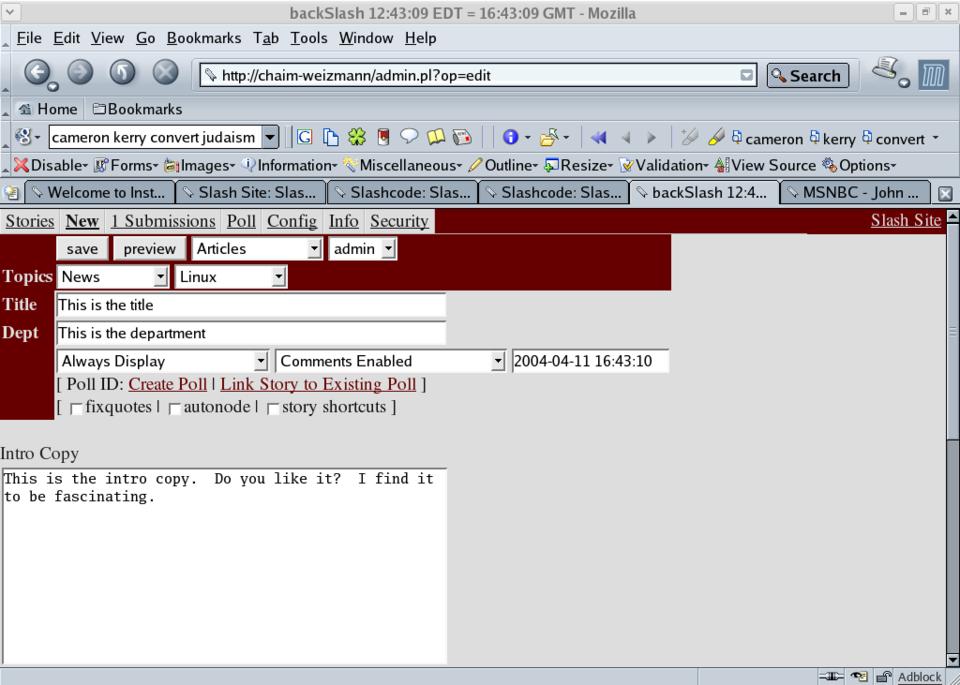 backSlash 12:43:09 EDT = 16:43:09 GMT - Mozilla
File Edit View Go Bookmarks Tab Tools Window Help
http://chaim-weizmann/admin.pl?op=edit Search
Home Bookmarks
cameron kerry convert judaism cameron kerry convert
Disable Forms Images Information Miscellaneous Outline Resize Validation View Source Options
Welcome to Inst... Slash Site: Slas... Slashcode: Slas... Slashcode: Slas... backSlash 12:4... MSNBC - John ...
Stories New 1 Submissions Poll Config Info Security Slash Site
save preview Articles admin
Topics News Linux
Title This is the title
Dept This is the department
Always Display Comments Enabled 2004-04-11 16:43:10
[ Poll ID: Create Poll | Link Story to Existing Poll ]
[ fixquotes | autonode | story shortcuts ]
Intro Copy
This is the intro copy.  Do you like it?  I find it
to be fascinating.
Adblock